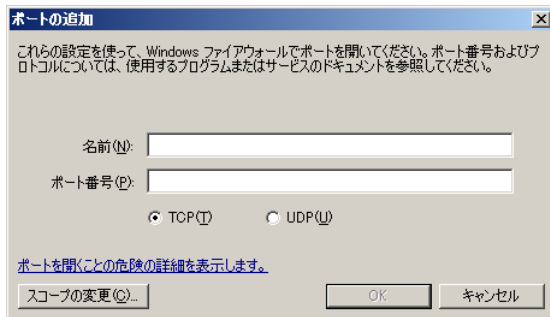 ポートの追加
これらの設定を使って、Windows ファイアウォールでポートを開いてください。ポート番号およびプ
ロトコルについては、使用するプログラムまたはサービスのドキュメントを参照してください。
名前(N):
ポート番号(P):
TCP(T) UDP(U)
ポートを開くことの危険の詳細を表示します。
スコープの変更(C)... OK キャンセル